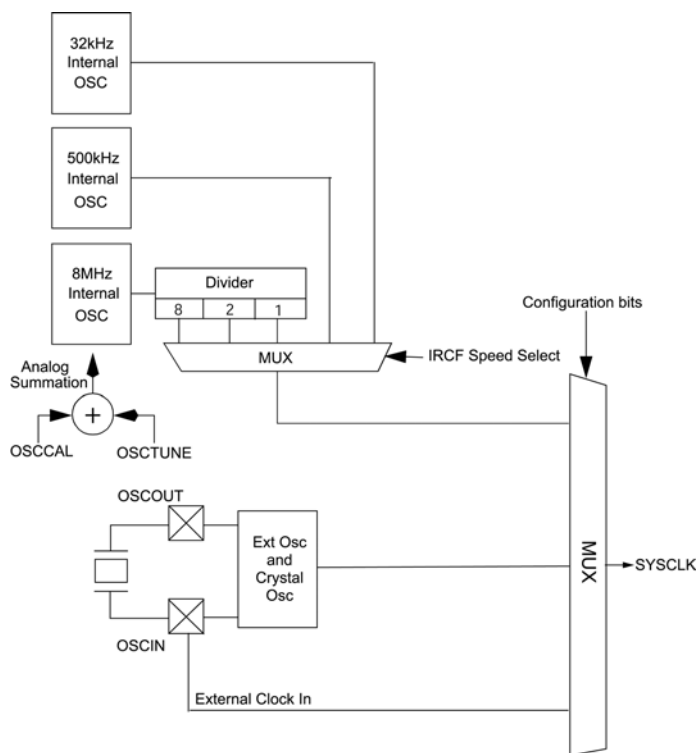 32kHz
Internal
OSC
500kHz
Internal
OSC
8MHz
Internal
OSC
Divider
8 2 1
Configuration bits
MUX
IRCF Speed Select
Analog
Summation
+
OSCCAL
OSCTUNE
OSCOUT
Ext Osc
and
Crystal
Osc
MUX
SYSCLK
OSCIN
External Clock In